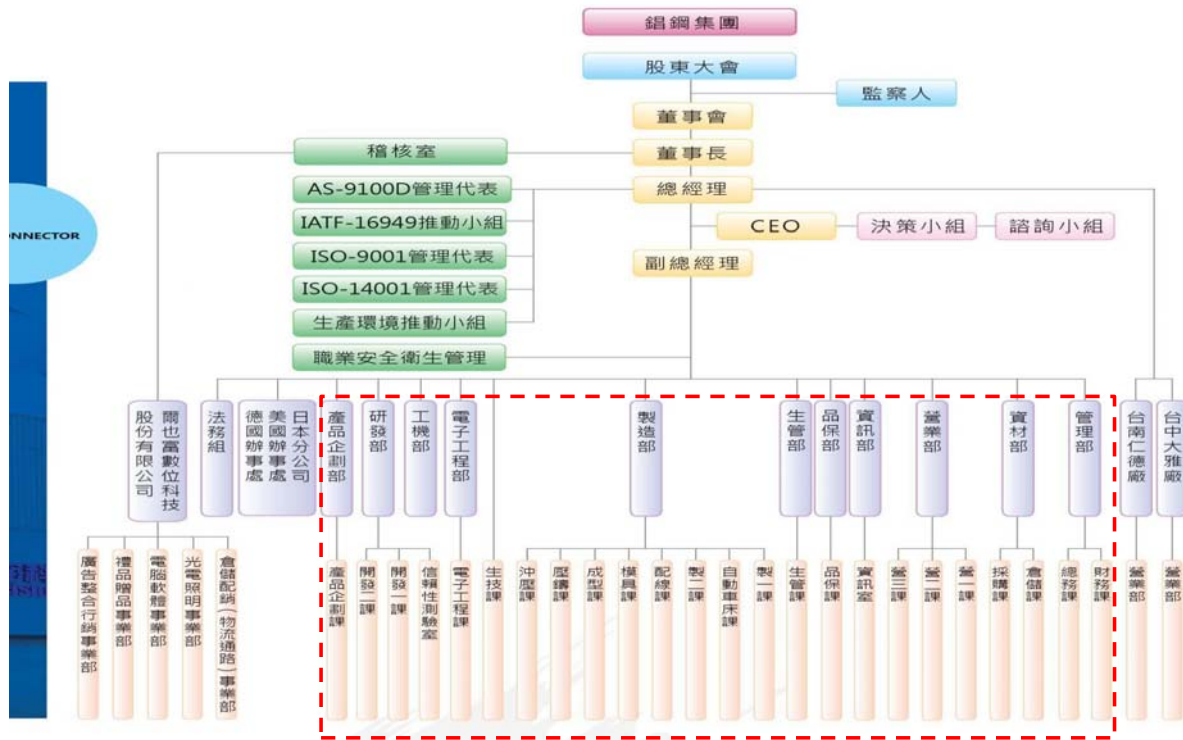 錩鋼集團
股東大會
監察人
董事會
稽核室
董事長
AS-9100D管理代表
總經理
IATF-16949推動小組
CEO
決策小組
諮詢小組
ONNECTOR
ISO-9001管理代表
副總經理
ISO-14001管理代表
生產環境推動小組
職業安全衛生管理
爾也富數位科技
股份有限公司
法務組
日本分公司
美國辦事處
德國辦事處
產品企劃部
研發部
工機部
電子工程部
製造部
生管部
品保部
資訊部
營業部
資材部
管理部
台南仁德廠
台中大雅廠
廣告整合行銷事業部
禮品贈品事業部
電腦軟體事業部
光電照明事業部
倉儲配銷(物流通路)事業部
產品企劃課
開發二課
開發一課
信賴性測驗室
電子工程課
生技課
沖壓課
壓鑄課
成型課
模具課
配線課
製二課
自動車床課
製一課
生管課
品保課
資訊室
營三課
營二課
營一課
採購課
倉儲課
總務課
財務課
營業部
營業部